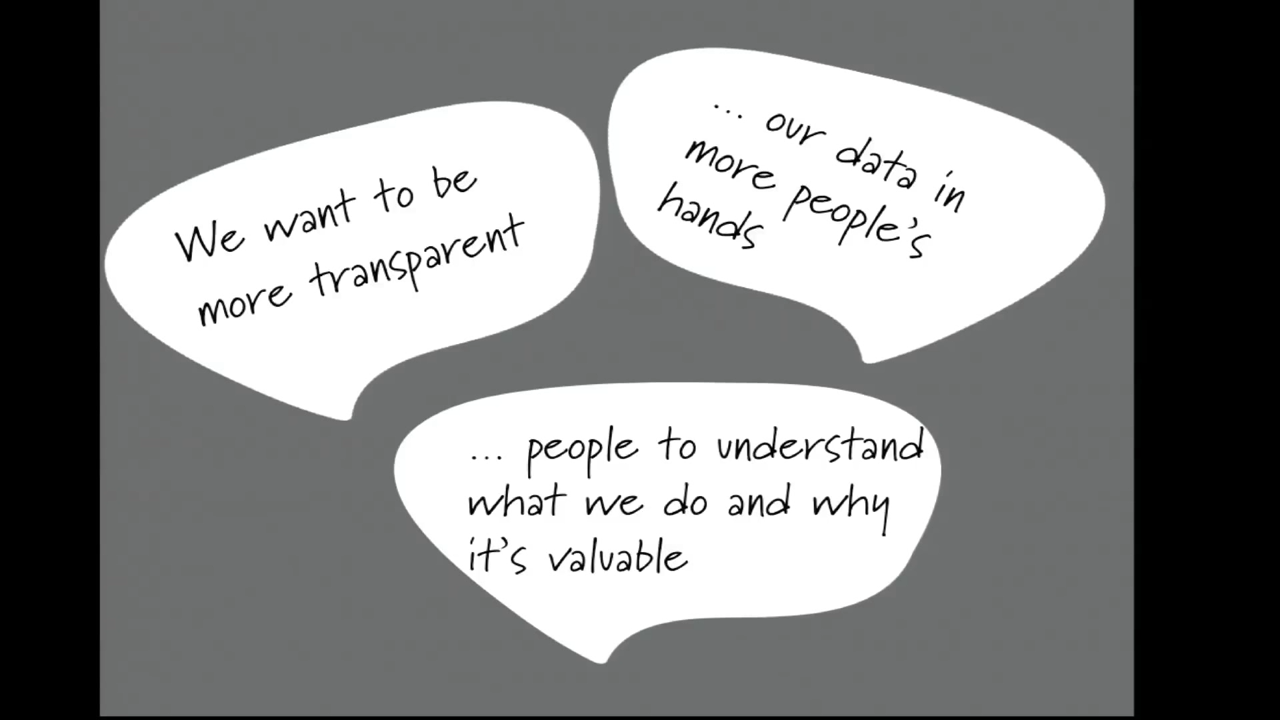 We want to be
more transparent
... our data in
more people's
hands
... people to understand
what we do and why
it's valuable